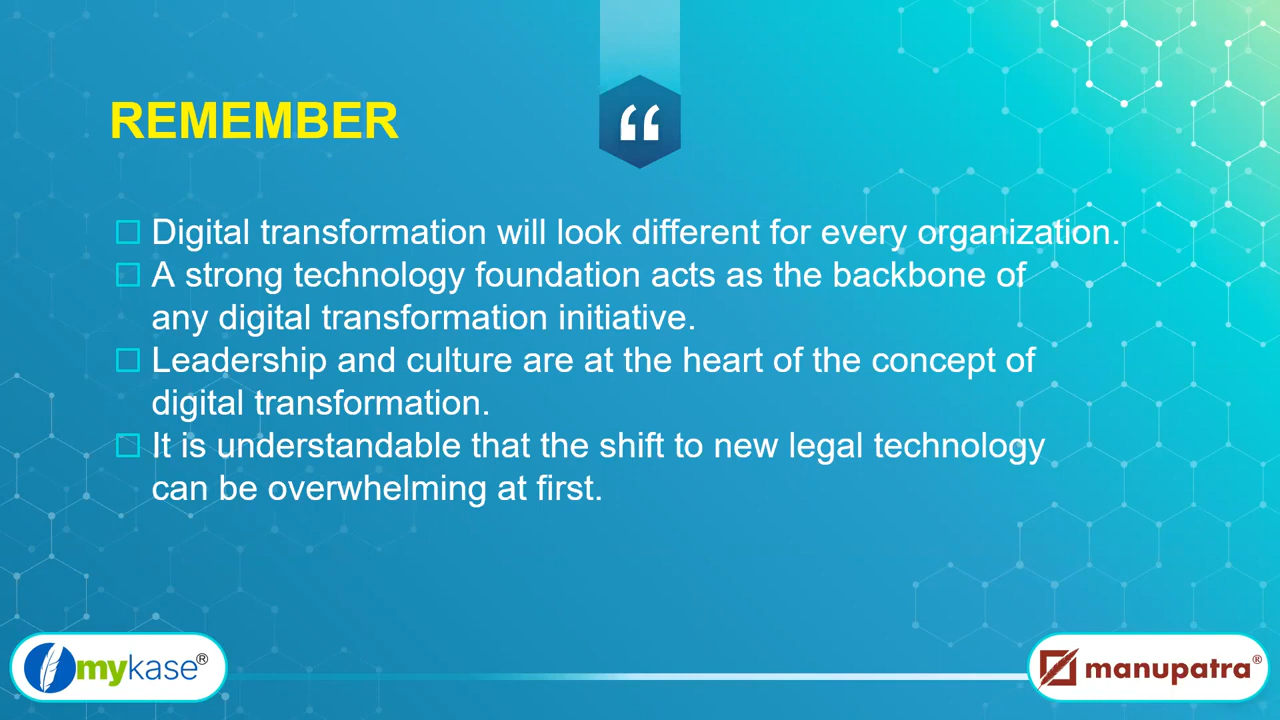 REMEMBER
“
□ Digital transformation will look different for every organization.
□ A strong technology foundation acts as the backbone of
any digital transformation initiative.
□ Leadership and culture are at the heart of the concept of
digital transformation.
□ It is understandable that the shift to new legal technology
can be overwhelming at first.
mykase®
manupatra®